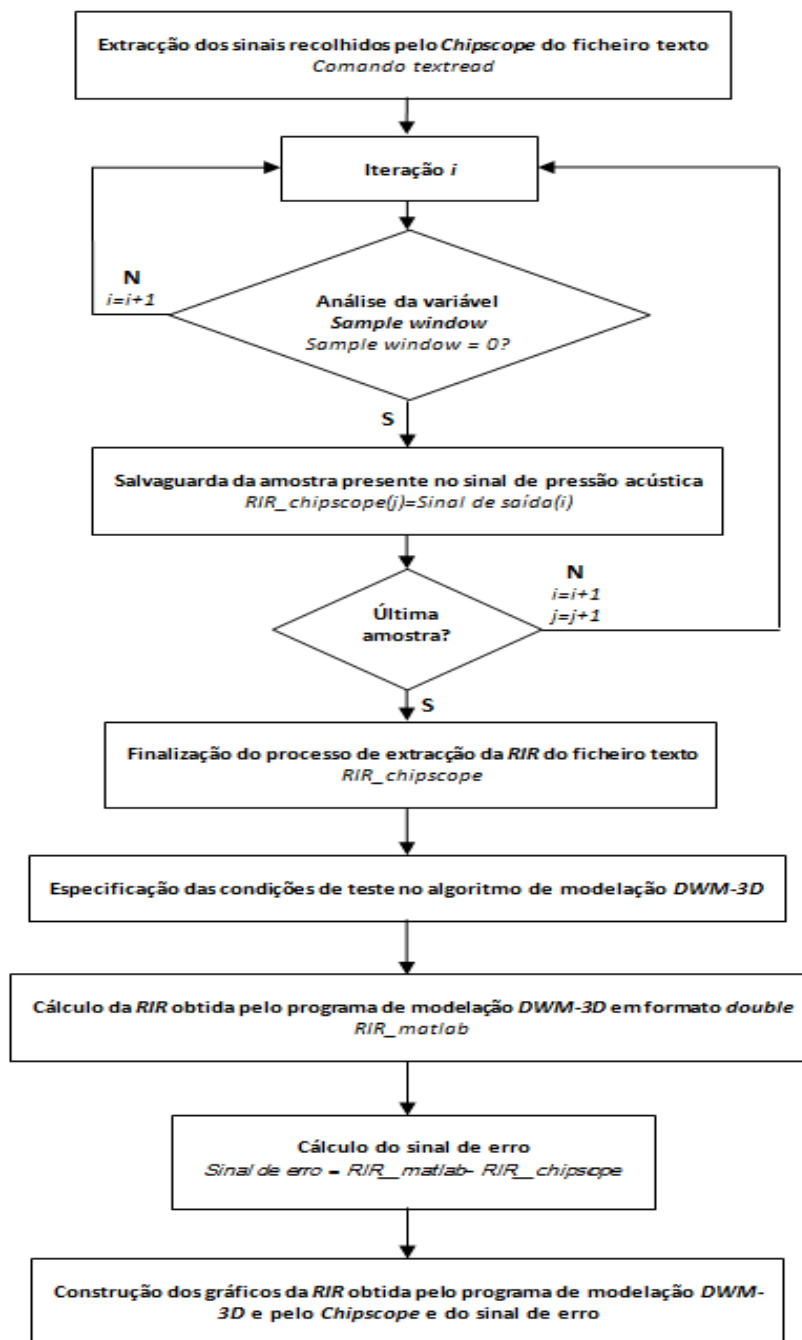 Extracção dos sinais recolhidos pelo Chipscope do ficheiro texto
Comando textread
Iteração i
N
i=i+1
Análise da variável
Sample window
Sample window = 0?
S
Salvaguarda da amostra presente no sinal de pressão acústica
RIR_chipscope(j)=Sinal de saída(i)
N
i=i+1
j=j+1
Última
amostra?
S
Finalização do processo de extracção da RIR do ficheiro texto
RIR_chipscope
Especificação das condições de teste no algoritmo de modelação DWM-3D
Cálculo da RIR obtida pelo programa de modelação DWM-3D em formato double
RIR_matlab
Cálculo do sinal de erro
Sinal de erro = RIR_matlab- RIR_chipscope
Construção dos gráficos da RIR obtida pelo programa de modelação DWM-
3D e pelo Chipscope e do sinal de erro